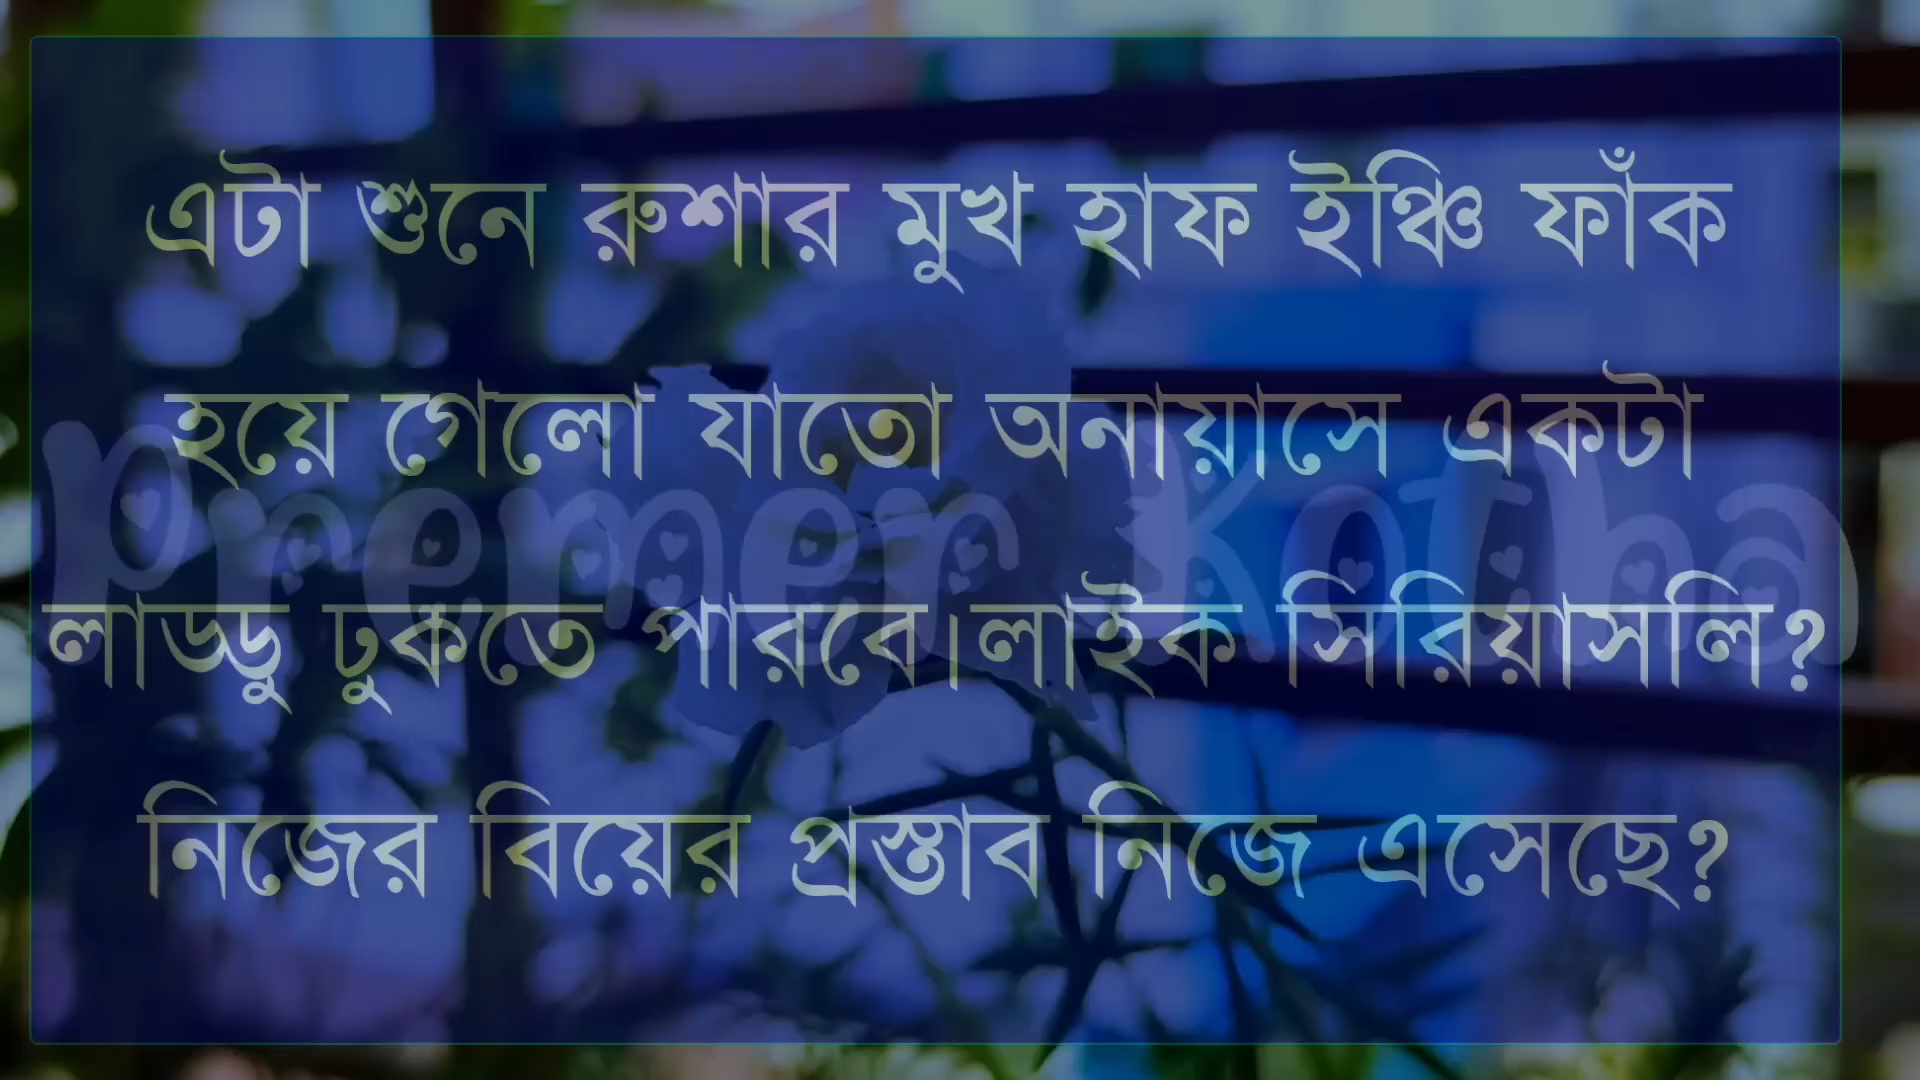 এটা শুনে রুশার মুখ হাফ ইঞ্চি ফাঁক
হয়ে গেলো যাতে অনায়াসে একটা
Premer Kotha
লাড্ডু ঢুকতে পারবে।লাইক সিরিয়াসলি?
নিজের বিয়ের প্রস্তাব নিজে এসেছে?